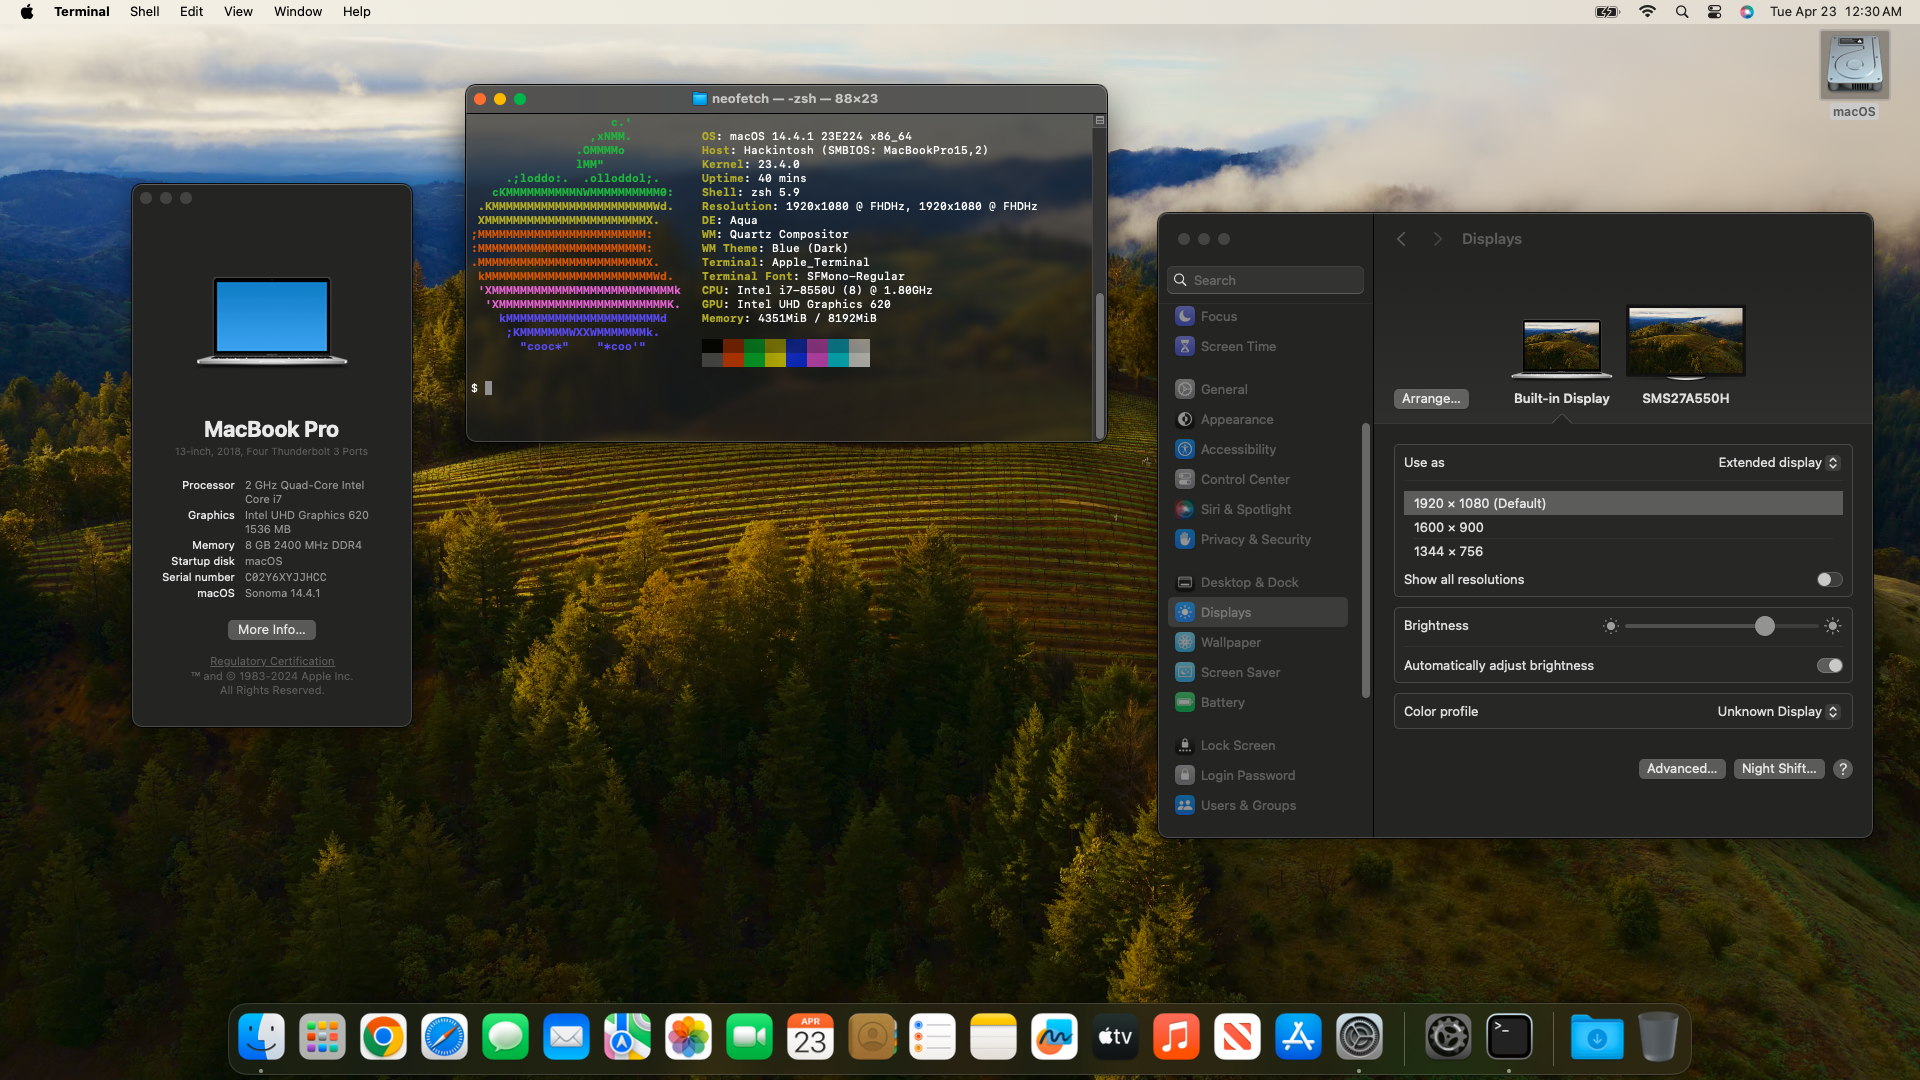 Terminal Shell Edit View Window Help
Tue Apr 23 12:30 AM
macOS
neofetch — -zsh — 88×23
c.'
,xNMM.
.OMMMMo
lMM"
.;loddo:. .olloddol;.
cKMMMMMMMMMMNWMMMMMMMMMM0:
.KMMMMMMMMMMMMMMMMMMMMMMMWd.
XMMMMMMMMMMMMMMMMMMMMMMMX.
;MMMMMMMMMMMMMMMMMMMMMMMM:
:MMMMMMMMMMMMMMMMMMMMMMMM:
.MMMMMMMMMMMMMMMMMMMMMMMMX.
kMMMMMMMMMMMMMMMMMMMMMMMMWd.
'XMMMMMMMMMMMMMMMMMMMMMMMMMMk
'XMMMMMMMMMMMMMMMMMMMMMMMMK.
kMMMMMMMMMMMMMMMMMMMMMMd
;KMMMMMMMWXXWMMMMMMMk.
"cooc*" "*coo'"
OS: macOS 14.4.1 23E224 x86_64
Host: Hackintosh (SMBIOS: MacBookPro15,2)
Kernel: 23.4.0
Uptime: 40 mins
Shell: zsh 5.9
Resolution: 1920x1080 @ FHDHz, 1920x1080 @ FHDHz
DE: Aqua
WM: Quartz Compositor
WM Theme: Blue (Dark)
Terminal: Apple_Terminal
Terminal Font: SFMono-Regular
CPU: Intel i7-8550U (8) @ 1.80GHz
GPU: Intel UHD Graphics 620
Memory: 4351MiB / 8192MiB
$
MacBook Pro
13-inch, 2018, Four Thunderbolt 3 Ports
Processor 2 GHz Quad-Core Intel
Core i7
Graphics Intel UHD Graphics 620
1536 MB
Memory 8 GB 2400 MHz DDR4
Startup disk macOS
Serial number C02Y6XYJJHCC
macOS Sonoma 14.4.1
More Info...
Regulatory Certification
™ and © 1983-2024 Apple Inc.
All Rights Reserved.
Search
Focus
Screen Time
General
Appearance
Accessibility
Control Center
Siri & Spotlight
Privacy & Security
Desktop & Dock
Displays
Wallpaper
Screen Saver
Battery
Lock Screen
Login Password
Users & Groups
Displays
Arrange...
Built-in Display
SMS27A550H
Use as Extended display
1920 × 1080 (Default)
1600 × 900
1344 × 756
Show all resolutions
Brightness
Automatically adjust brightness
Color profile Unknown Display
Advanced...
Night Shift...
?
APR
23
tv
>_